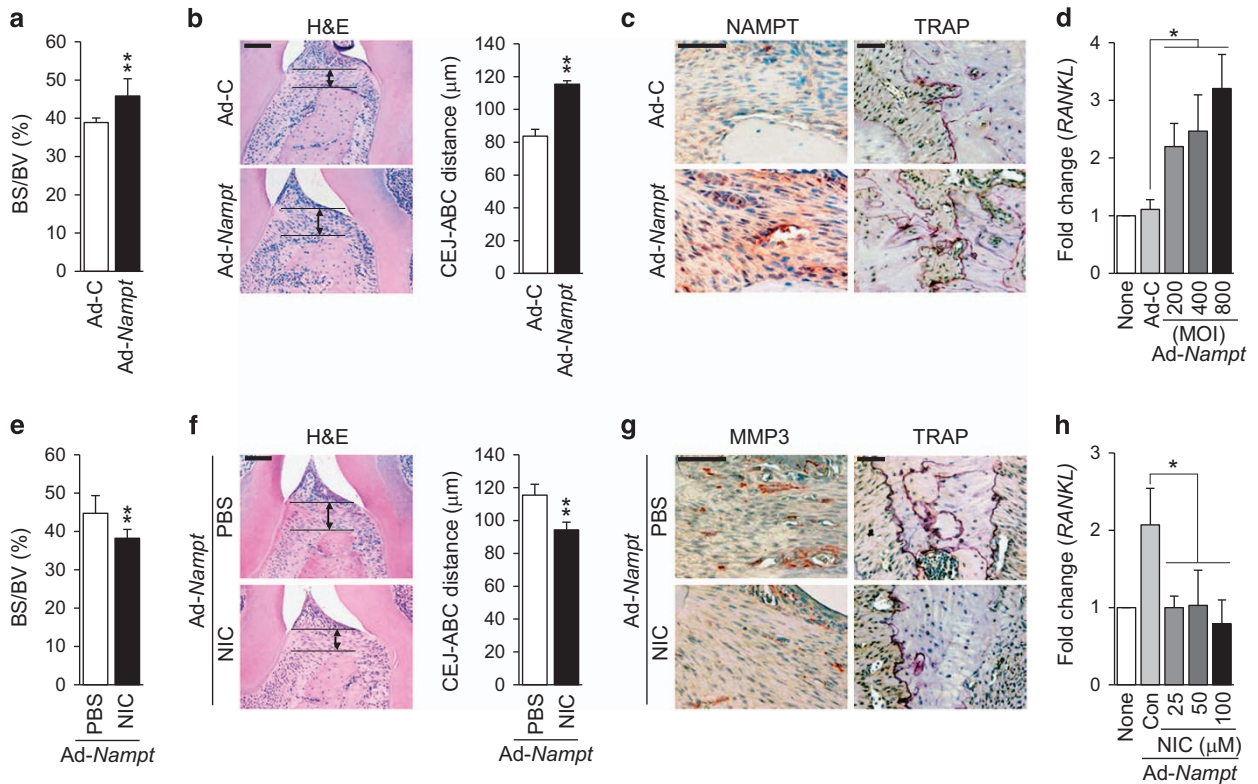 a
60
50
40
30
20
10
0
BS/BV (%)
**
Ad-C
Ad-Nampt
b
H&E
Ad-C
Ad-Nampt
140
120
100
80
60
40
20
0
CEJ-ABC distance (μm)
**
Ad-C
Ad-Nampt
c
NAMPT
TRAP
Ad-C
Ad-Nampt
d
4
3
2
1
0
Fold change (RANKL)
*
None
Ad-C
200
400
800
(MOI)
Ad-Nampt
e
60
50
40
30
20
10
0
BS/BV (%)
**
PBS
NIC
Ad-Nampt
f
H&E
PBS
NIC
Ad-Nampt
140
120
100
80
60
40
20
0
CEJ-ABC distance (μm)
**
PBS
NIC
Ad-Nampt
g
MMP3
TRAP
PBS
NIC
Ad-Nampt
h
3
2
1
0
Fold change (RANKL)
*
None
Con
25
50
100
NIC (μM)
Ad-Nampt